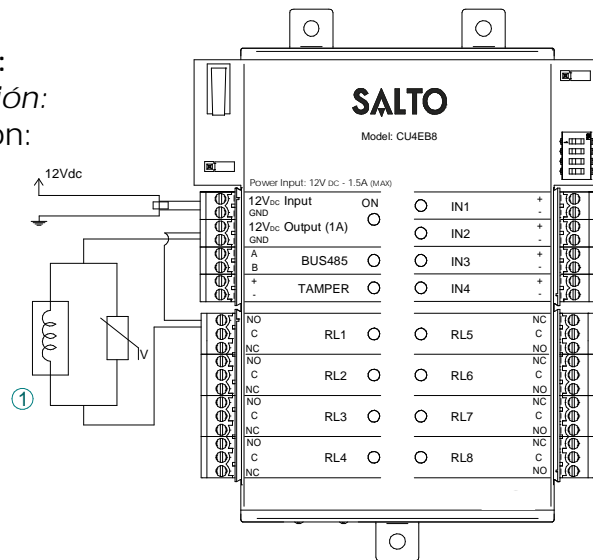 :
ión:
on:
SALTO
Model: CU4EB8
12Vdc
Power Input: 12V DC - 1.5A (MAX)
12VDC Input
ON
GND
12VDC Output (1A)
GND
A
BUS485
B
+
TAMPER
-
IN1
+
-
IN2
+
-
IN3
+
-
IN4
+
-
NO
C
RL1
NC
NO
C
RL2
NC
NO
C
RL3
NC
NO
C
RL4
NC
NC
RL5
C
NO
NC
RL6
C
NO
NC
RL7
C
NO
NC
RL8
C
NO
V
1